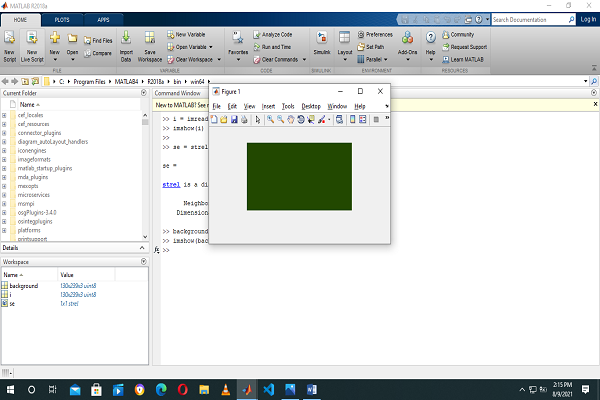 MATLAB R2018a
HOME PLOTS APPS
Search Documentation Log In
New Script New Live Script New Open Find Files Compare Import Data Save Workspace New Variable Open Variable Clear Workspace Favorites Analyze Code Run and Time Clear Commands Simulink Layout Preferences Set Path Parallel Add-Ons Help Community Request Support Learn MATLAB
FILE VARIABLE CODE SIMULINK ENVIRONMENT RESOURCES
C: Program Files MATLAB4 R2018a bin win64
Current Folder
Name
cef_locales
cef_resources
connector_plugins
diagram_autoLayout_handlers
iconengines
imageformats
matlab_startup_plugins
mda_plugins
mexopts
microservices
msmpi
osgPlugins-3.4.0
osintegplugins
platforms
printsupport
Details
Workspace
Name Value
background 130x239x3 uint8
i 130x239x3 uint8
se 1x1 strel
Command Window
New to MATLAB? See
>> i = imread
>> imshow(i)
>>
>> se = strel
se =
strel is a di
Neighbo
Dimension
>> background
>> imshow(bac
fx >>
Figure 1
File Edit View Insert Tools Desktop Window Help
2:15 PM
8/9/2021